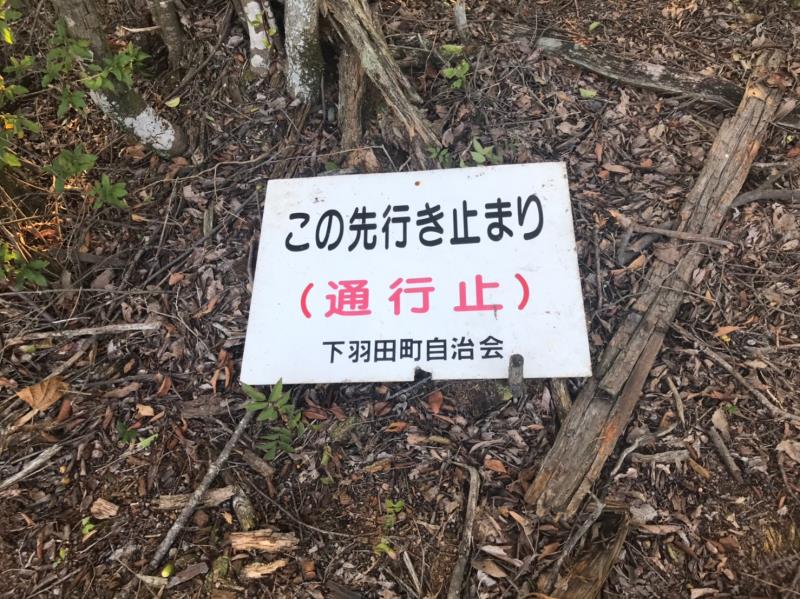 この先行き止まり
（通行止）
下羽田町自治会